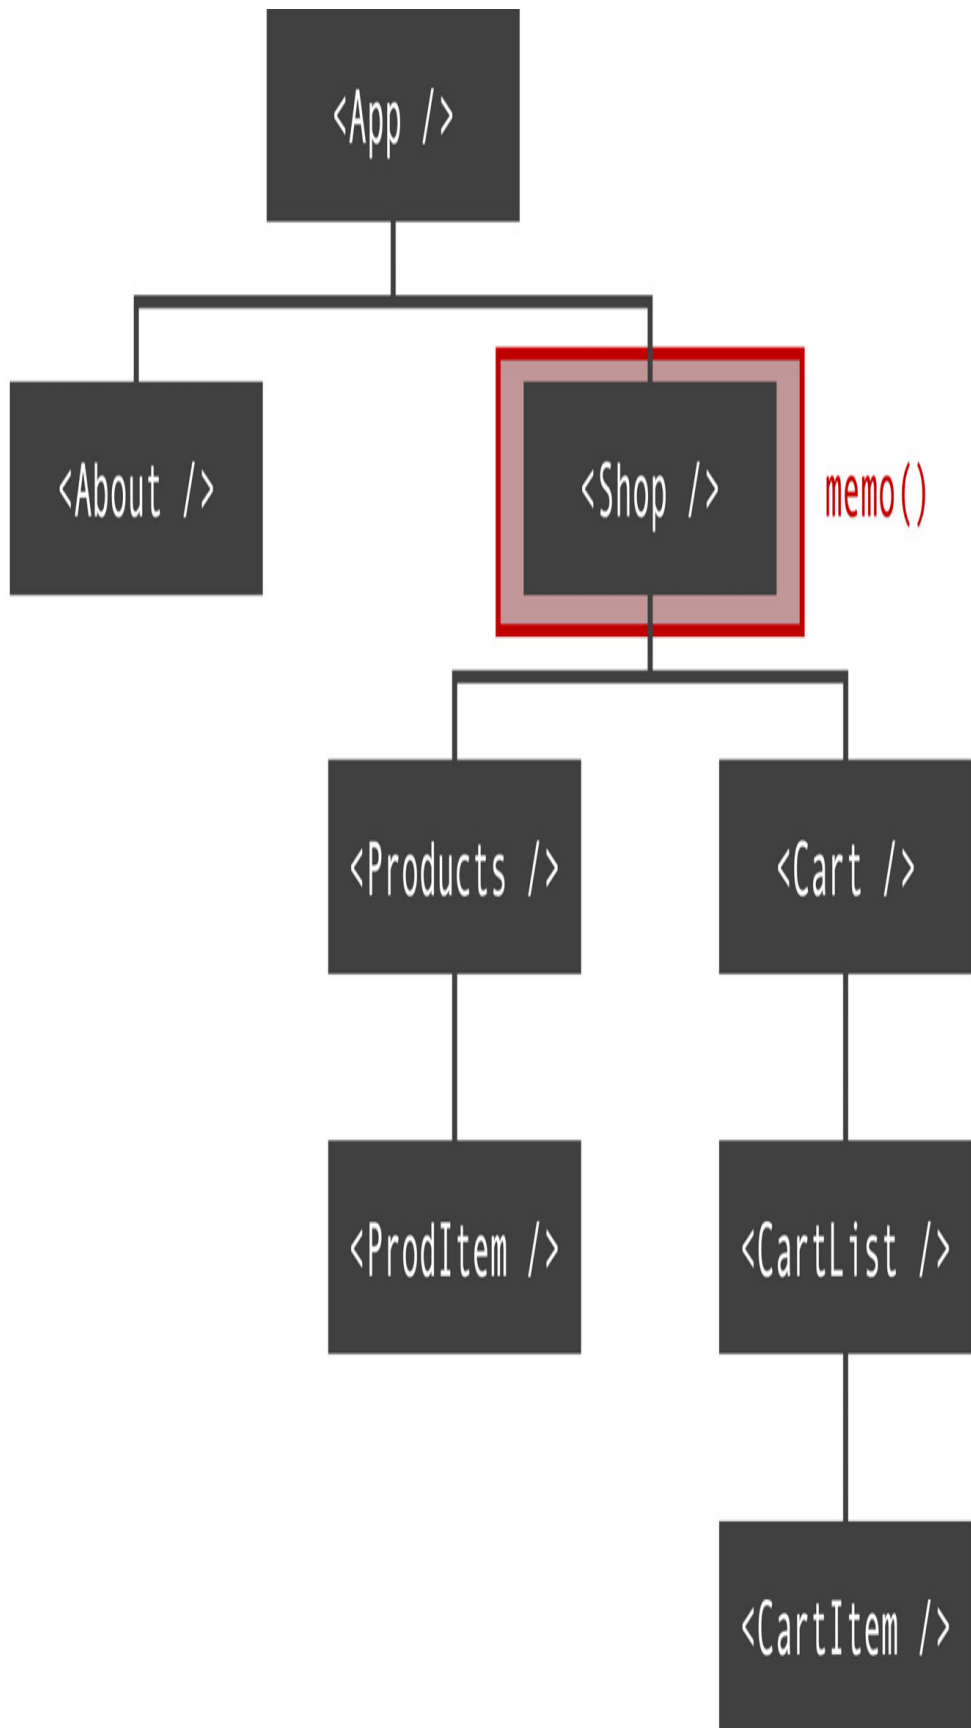 <App />
<About />
<Shop />
memo()
<Products />
<Cart />
<ProdItem />
<CartList />
<CartItem />